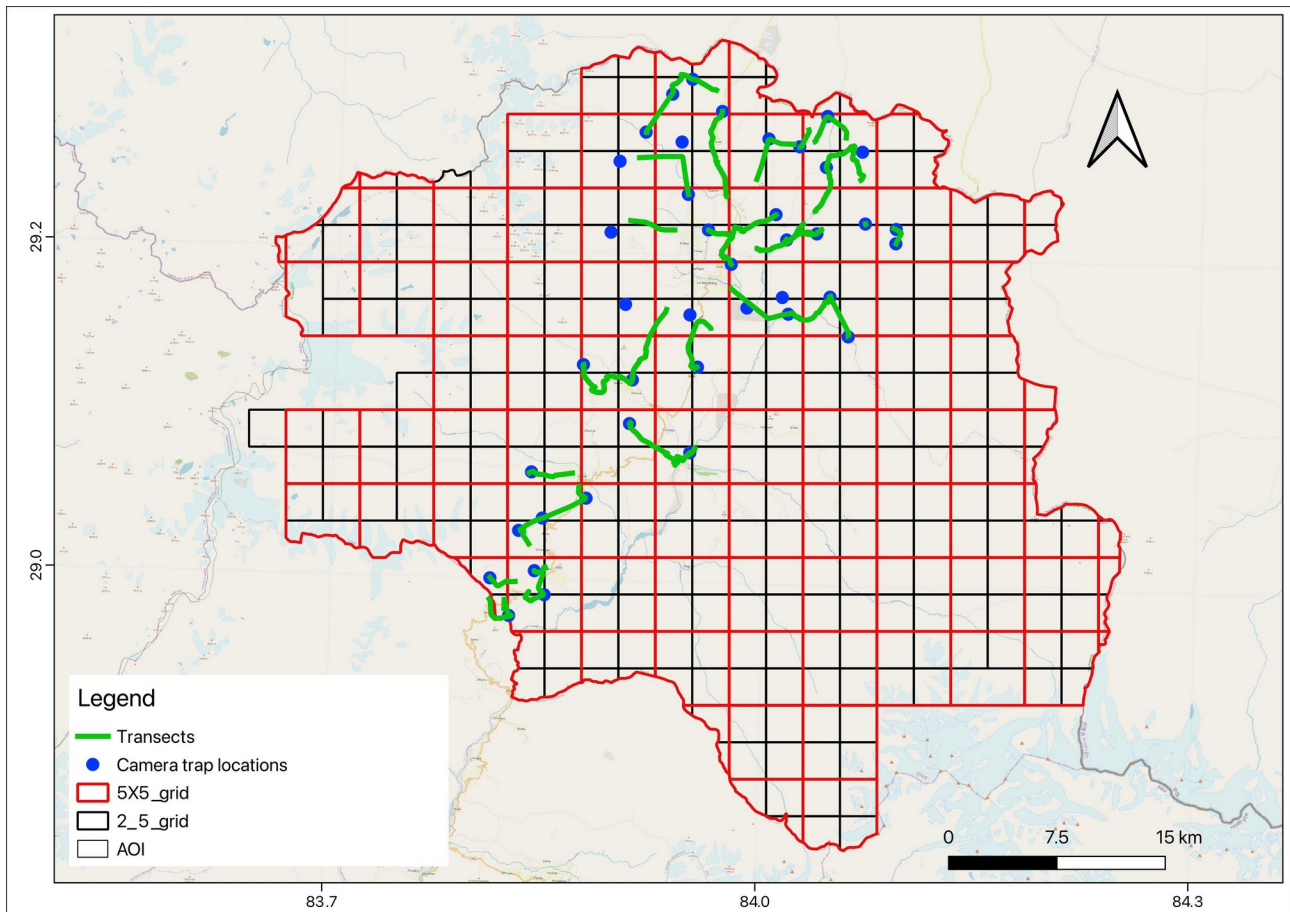 29.2
29.0
Legend
Transects
Camera trap locations
5X5_grid
2_5_grid
AOI
0 7.5 15 km
83.7 84.0 84.3